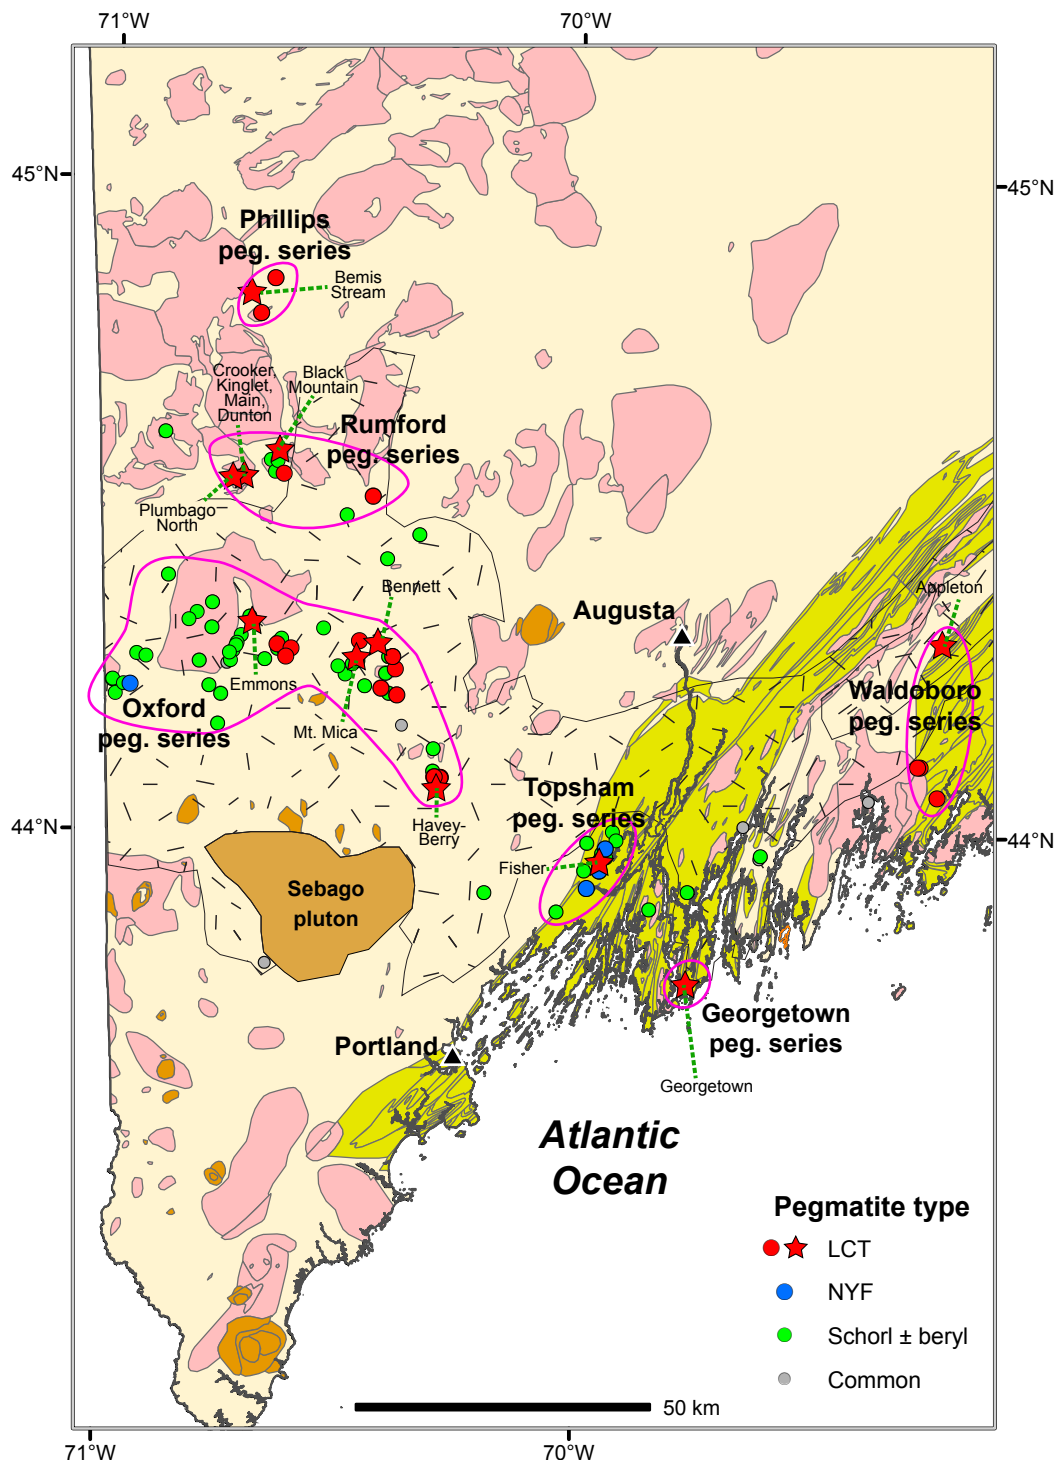 71°W
70°W
45°N
45°N
Phillips
peg. series
Bemis
Stream
Crooker,
Kinglet,
Main,
Dunton
Black
Mountain
Rumford
peg. series
Plumbago
North
Bennett
Augusta
Appleton
Emmons
Waldoboro
peg. series
Oxford
peg. series
Mt. Mica
Topsham
peg. series
44°N
44°N
Havey-
Berry
Fisher
Sebago
pluton
Georgetown
peg. series
Portland
Georgetown
Atlantic
Ocean
Pegmatite type
LCT
NYF
Schorl ± beryl
Common
50 km
71°W
70°W